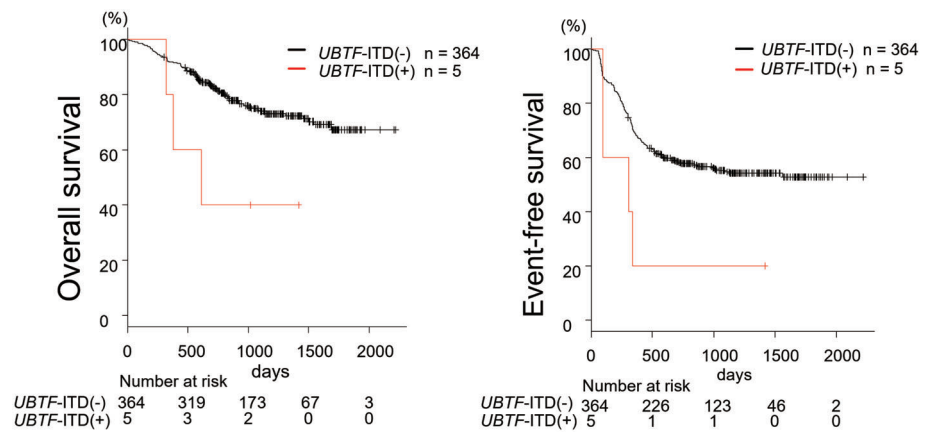 (%)
100
80
60
40
20
0
Overall survival
UBTF-ITD(-) n = 364
UBTF-ITD(+) n = 5
0 500 1000 1500 2000
days
Number at risk
UBTF-ITD(-) 364 319 173 67 3
UBTF-ITD(+) 5 3 2 0 0
(%)
100
80
60
40
20
0
Event-free survival
UBTF-ITD(-) n = 364
UBTF-ITD(+) n = 5
0 500 1000 1500 2000
days
Number at risk
UBTF-ITD(-) 364 226 123 46 2
UBTF-ITD(+) 5 1 1 0 0